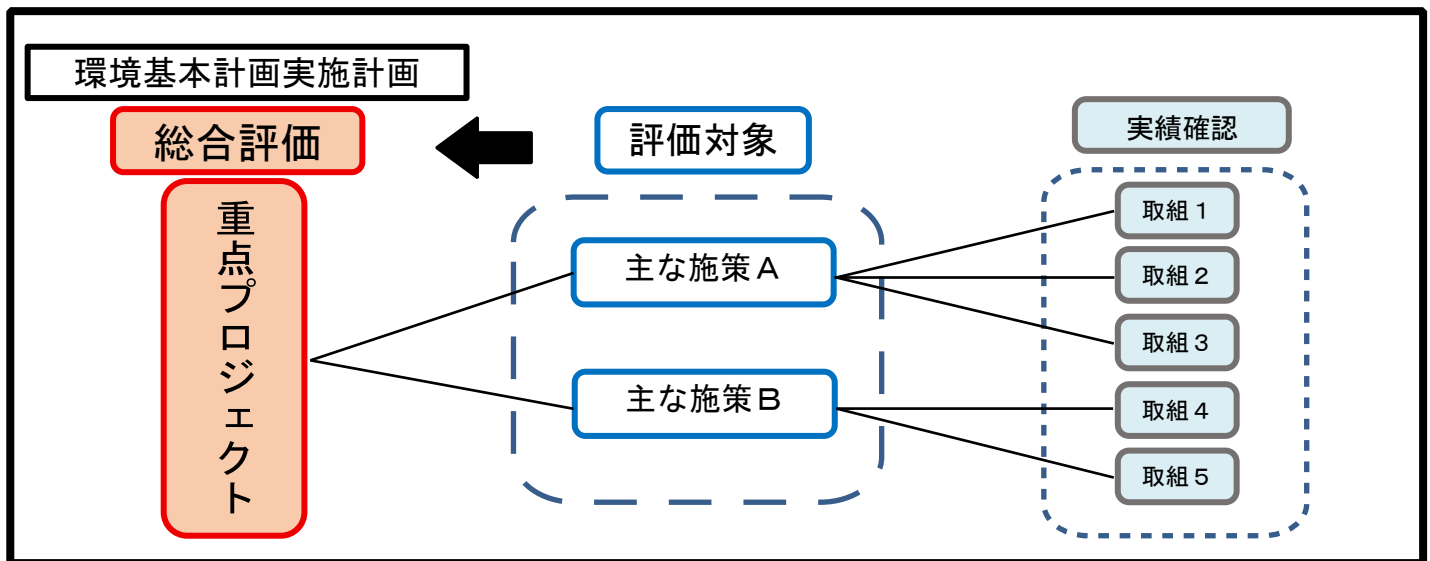 環境基本計画実施計画
総合評価
評価対象
実績確認
重点プロジェクト
主な施策A
主な施策B
取組1
取組2
取組3
取組4
取組5